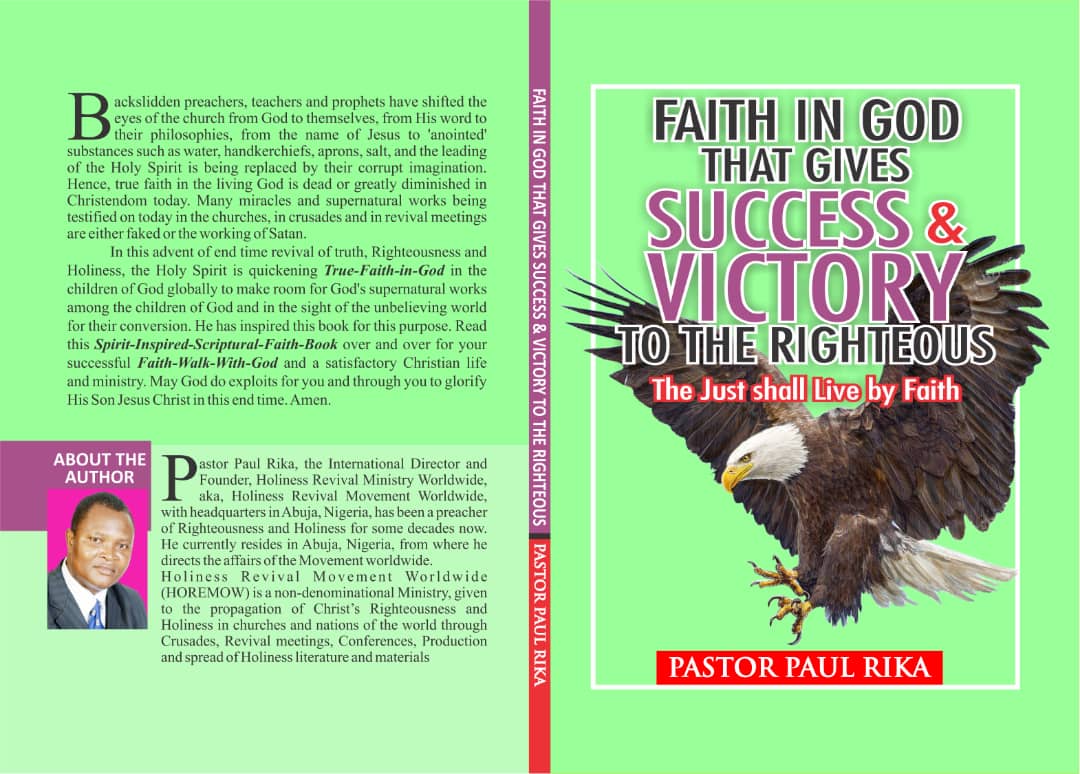 Backslidden preachers, teachers and prophets have shifted the
eyes of the church from God to themselves, from His word to
their philosophies, from the name of Jesus to 'anointed'
substances such as water, handkerchiefs, aprons, salt, and the leading
of the Holy Spirit is being replaced by their corrupt imagination.
Hence, true faith in the living God is dead or greatly diminished in
Christendom today. Many miracles and supernatural works being
testified on today in the churches, in crusades and in revival meetings
are either faked or the working of Satan.
In this advent of end time revival of truth, Righteousness and
Holiness, the Holy Spirit is quickening True-Faith-in-God in the
children of God globally to make room for God's supernatural works
among the children of God and in the sight of the unbelieving world
for their conversion. He has inspired this book for this purpose. Read
this Spirit-Inspired-Scriptural-Faith-Book over and over for your
successful Faith-Walk-With-God and a satisfactory Christian life
and ministry. May God do exploits for you and through you to glorify
His Son Jesus Christ in this end time. Amen.
ABOUT THE
AUTHOR
Pastor Paul Rika, the International Director and
Founder, Holiness Revival Ministry Worldwide,
aka, Holiness Revival Movement Worldwide,
with headquarters in Abuja, Nigeria, has been a preacher
of Righteousness and Holiness for some decades now.
He currently resides in Abuja, Nigeria, from where he
directs the affairs of the Movement worldwide.
Holiness Revival Movement Worldwide
(HOREMOW) is a non-denominational Ministry, given
to the propagation of Christ's Righteousness and
Holiness in churches and nations of the world through
Crusades, Revival meetings, Conferences, Production
and spread of Holiness literature and materials
FAITH IN GOD THAT GIVES SUCCESS & VICTORY TO THE RIGHTEOUS
PASTOR PAUL RIKA
FAITH IN GOD
THAT GIVES
SUCCESS &
VICTORY
TO THE RIGHTEOUS
The Just shall Live by Faith
PASTOR PAUL RIKA